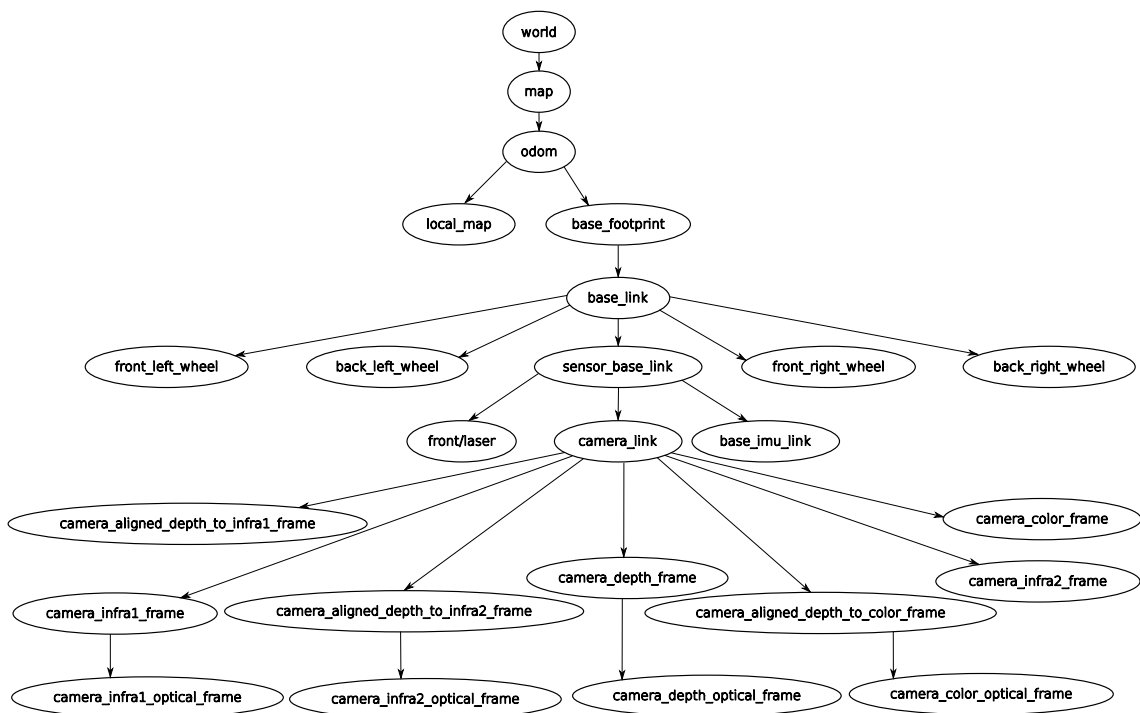 world
map
odom
local_map
base_footprint
base_link
front_left_wheel
back_left_wheel
sensor_base_link
front_right_wheel
back_right_wheel
front/laser
camera_link
base_imu_link
camera_aligned_depth_to_infra1_frame
camera_color_frame
camera_depth_frame
camera_infra2_frame
camera_infra1_frame
camera_aligned_depth_to_infra2_frame
camera_aligned_depth_to_color_frame
camera_infra1_optical_frame
camera_infra2_optical_frame
camera_depth_optical_frame
camera_color_optical_frame